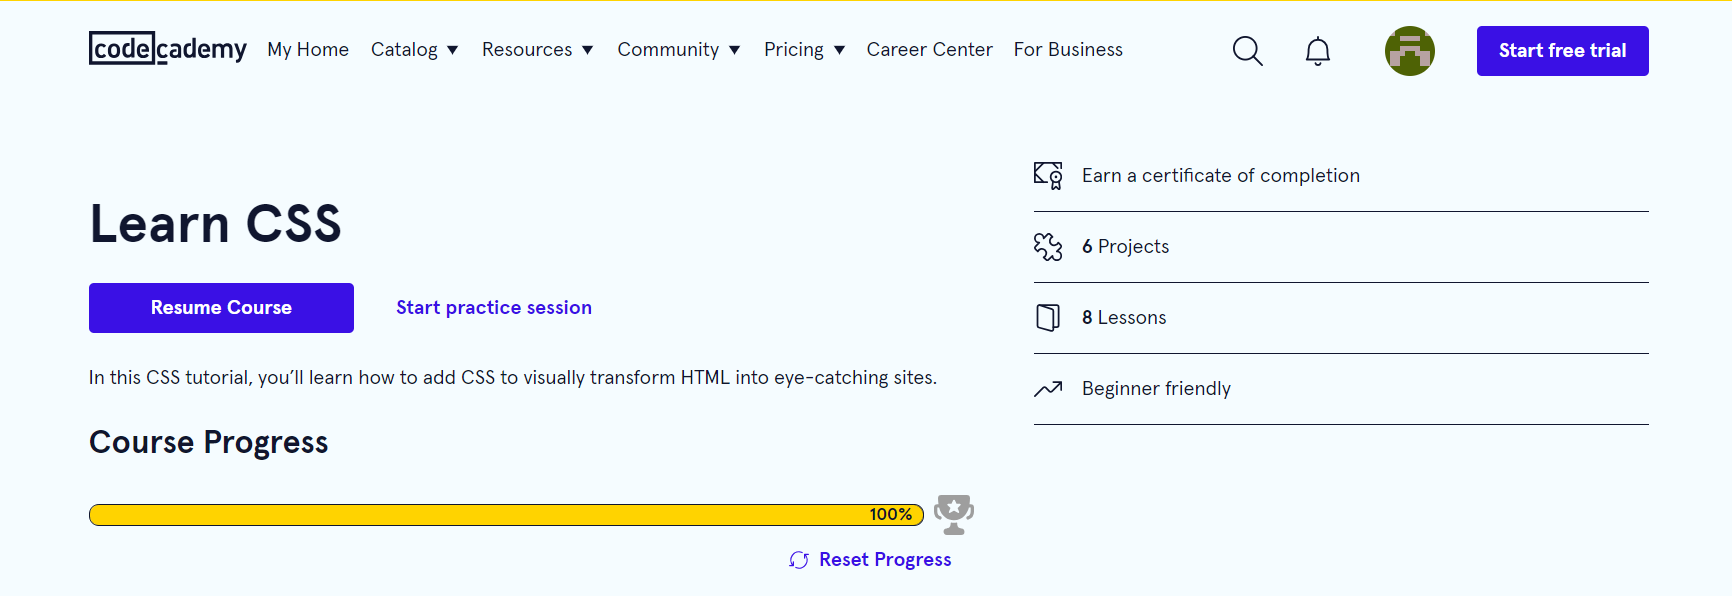 codecademy My Home Catalog Resources Community Pricing Career Center For Business Start free trial
Learn CSS
Resume Course Start practice session
In this CSS tutorial, you’ll learn how to add CSS to visually transform HTML into eye-catching sites.
Course Progress
100%
Reset Progress
Earn a certificate of completion
6 Projects
8 Lessons
Beginner friendly